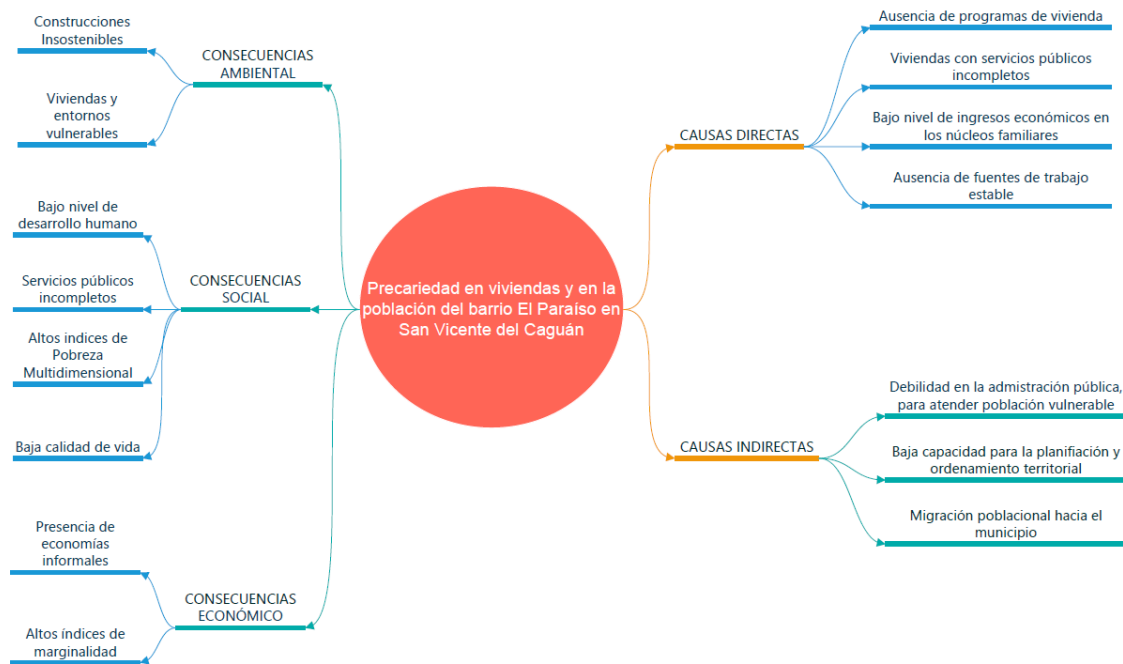 Construcciones
Insostenibles
CONSECUENCIAS
AMBIENTAL
Viviendas y
entornos
vulnerables
Bajo nivel de
desarrollo humano
Servicios públicos
incompletos
CONSECUENCIAS
SOCIAL
Altos indices de
Pobreza
Multidimensional
Baja calidad de vida
Presencia de
economías
informales
CONSECUENCIAS
ECONÓMICO
Altos índices de
marginalidad
Precariedad en viviendas y en la
población del barrio El Paraíso en
San Vicente del Caguán
CAUSAS DIRECTAS
Ausencia de programas de vivienda
Viviendas con servicios públicos
incompletos
Bajo nivel de ingresos económicos en
los núcleos familiares
Ausencia de fuentes de trabajo
estable
CAUSAS INDIRECTAS
Debilidad en la admistración pública,
para atender población vulnerable
Baja capacidad para la planifiación y
ordenamiento territorial
Migración poblacional hacia el
municipio